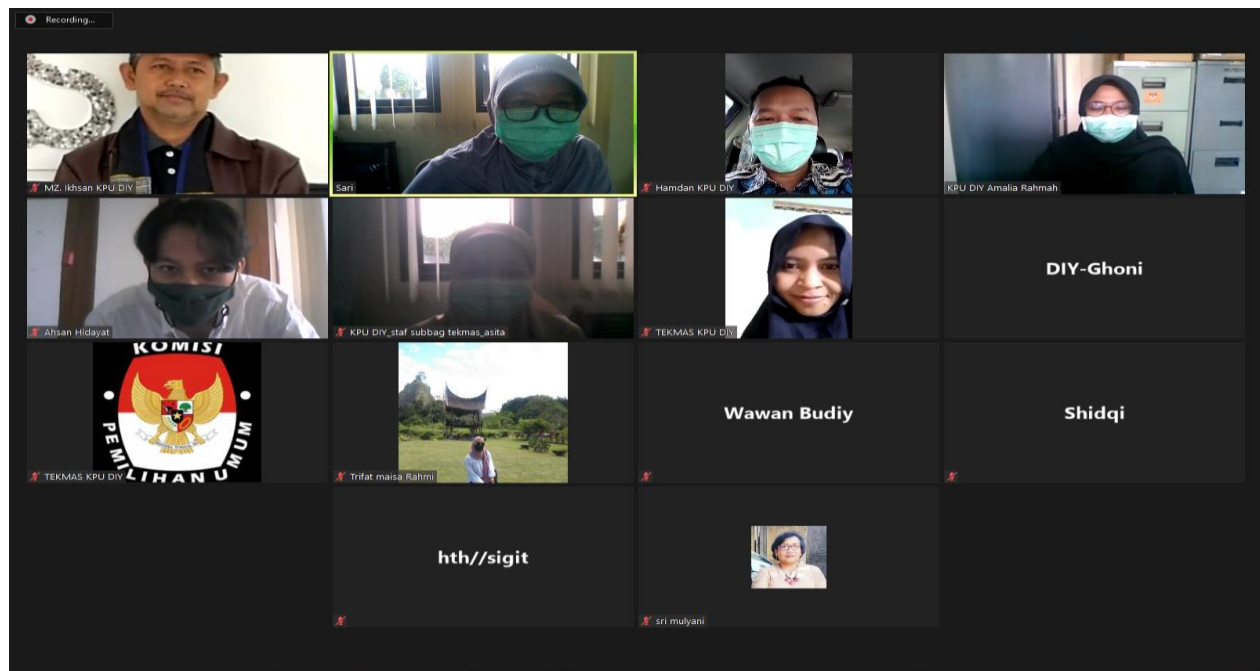 Recording...
MZ. Ikhsan KPU DIY
Sari
Hamdan KPU DIY
KPU DIY Amalia Rahmah
Ahsan Hidayat
KPU DIY_staf subbag tekmas_asita
TEKMAS KPU DIY
DIY-Ghoni
KOMISI
PEMILIHAN UMUM
TEKMAS KPU DIY
Trifat maisa Rahmi
Wawan Budiy
Shidqi
hth//sigit
sri mulyani